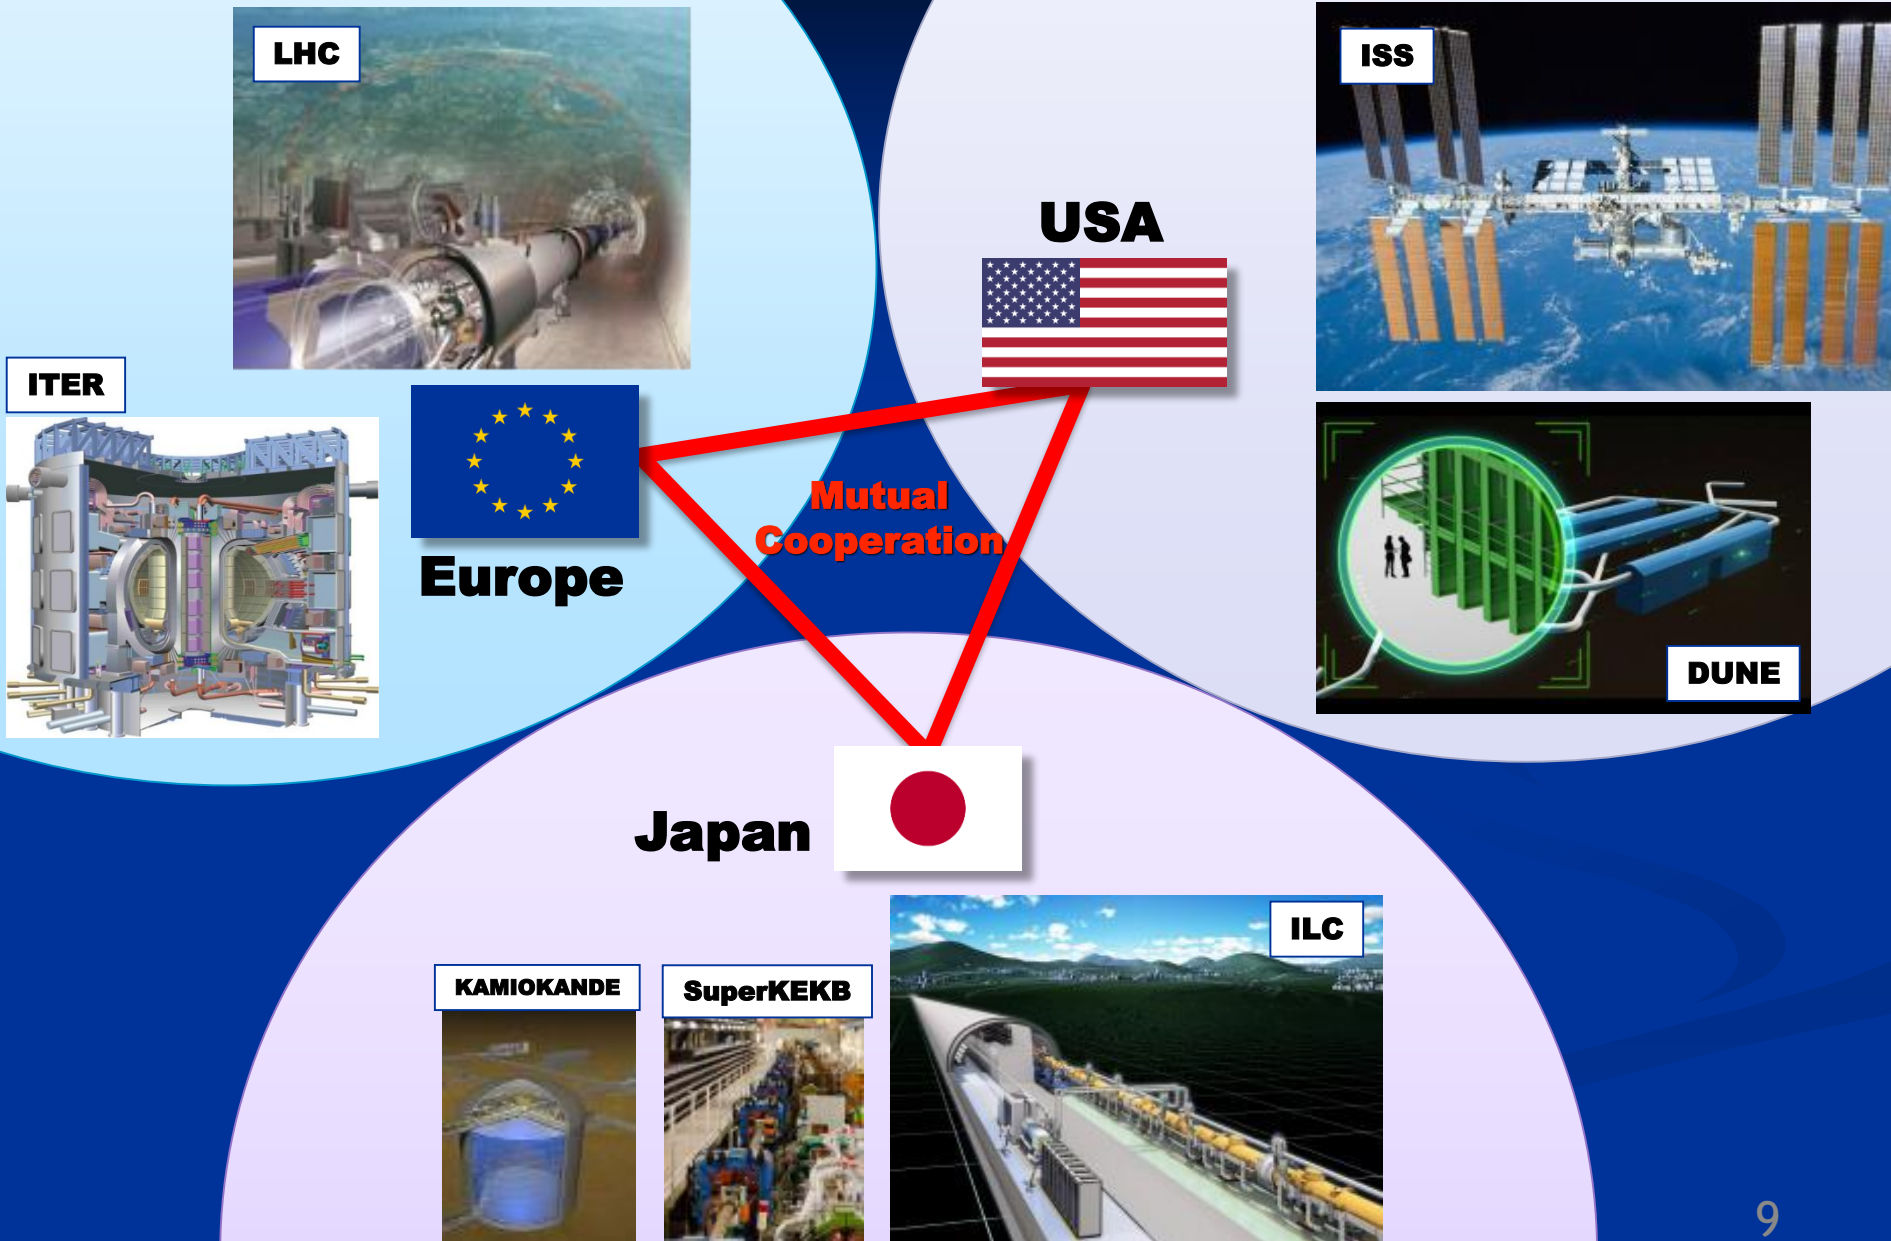 LHC
ISS
USA
ITER
Mutual
Cooperation
Europe
DUNE
Japan
ILC
KAMIOKANDE
SuperKEKB
9